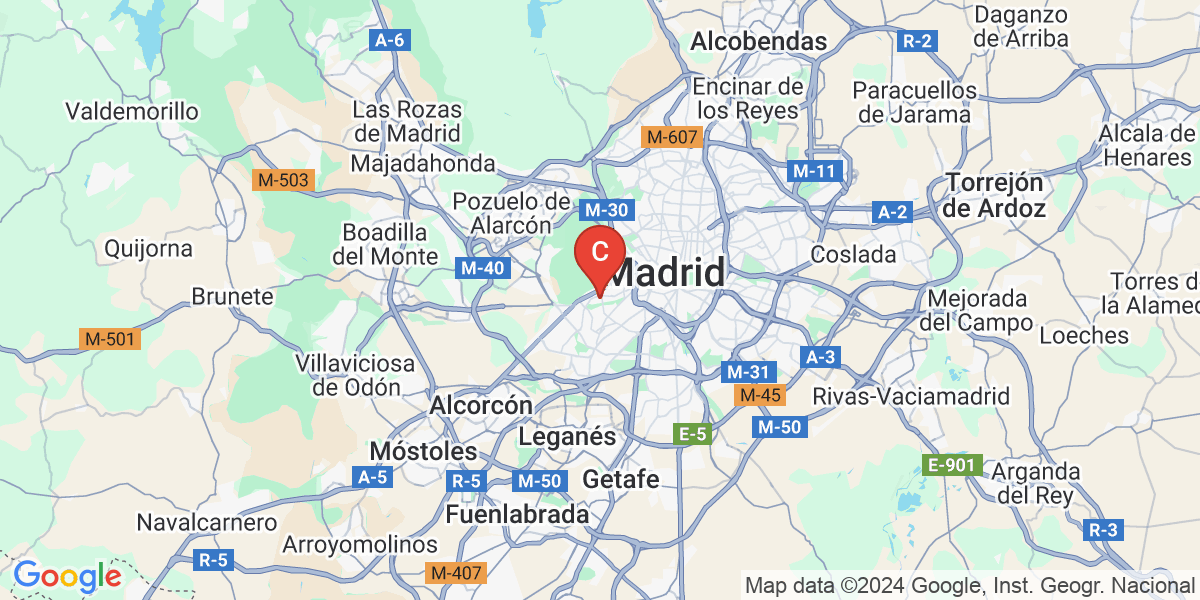 Daganzo
de Arriba
A-6
Alcobendas
R-2
Valdemorillo
Las Rozas
de Madrid
Encinar de
los Reyes
Paracuellos
de Jarama
M-607
Alcala de
Henares
Majadahonda
M-503
M-11
Torrejón
de Ardoz
Pozuelo de
Alarcón
M-30
A-2
Quijorna
Boadilla
del Monte
C
Madrid
Coslada
M-40
Brunete
Torres d
la Alamed
Mejorada
del Campo
Loeches
M-501
Villaviciosa
de Odón
A-3
M-31
M-45
Rivas-Vaciamadrid
Alcorcón
M-50
Leganés
E-5
Móstoles
E-901
A-5
R-5
M-50
Getafe
Arganda
del Rey
Navalcarnero
Fuenlabrada
R-3
R-5
Arroyomolinos
M-407
Google
Map data ©2024 Google, Inst. Geogr. Nacional